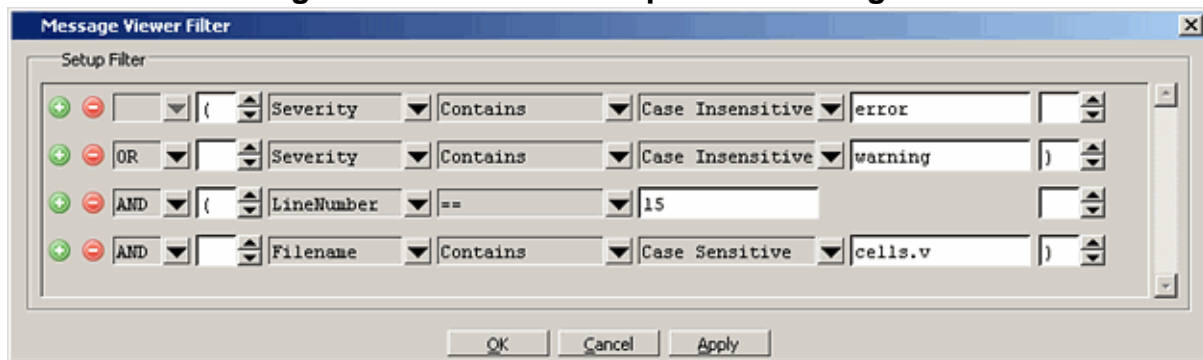 Message Viewer Filter
Setup Filter
( Severity Contains Case Insensitive error
OR Severity Contains Case Insensitive warning )
AND ( LineNumber == 15
AND Filename Contains Case Sensitive cells.v )
OK Cancel Apply